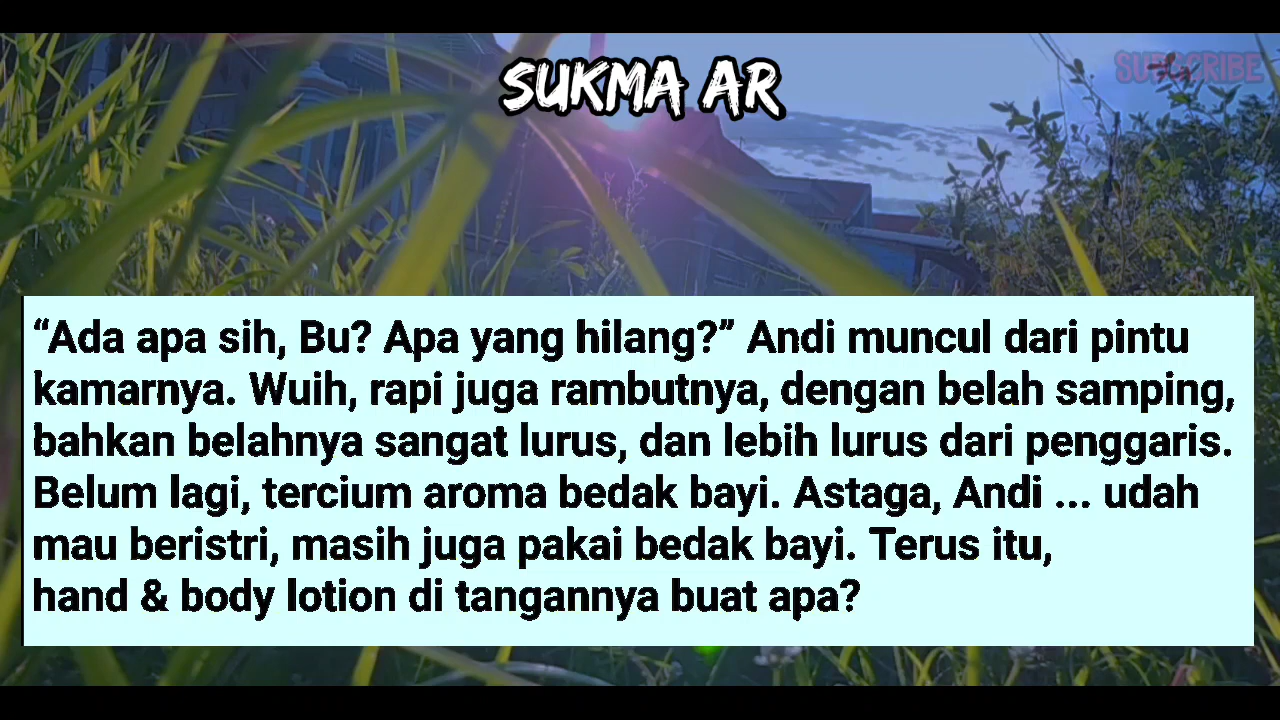 SUKMA AR
SUBSCRIBE
“Ada apa sih, Bu? Apa yang hilang?” Andi muncul dari pintu
kamarnya. Wuih, rapi juga rambutnya, dengan belah samping,
bahkan belahnya sangat lurus, dan lebih lurus dari penggaris.
Belum lagi, tercium aroma bedak bayi. Astaga, Andi ... udah
mau beristri, masih juga pakai bedak bayi. Terus itu,
hand & body lotion di tangannya buat apa?